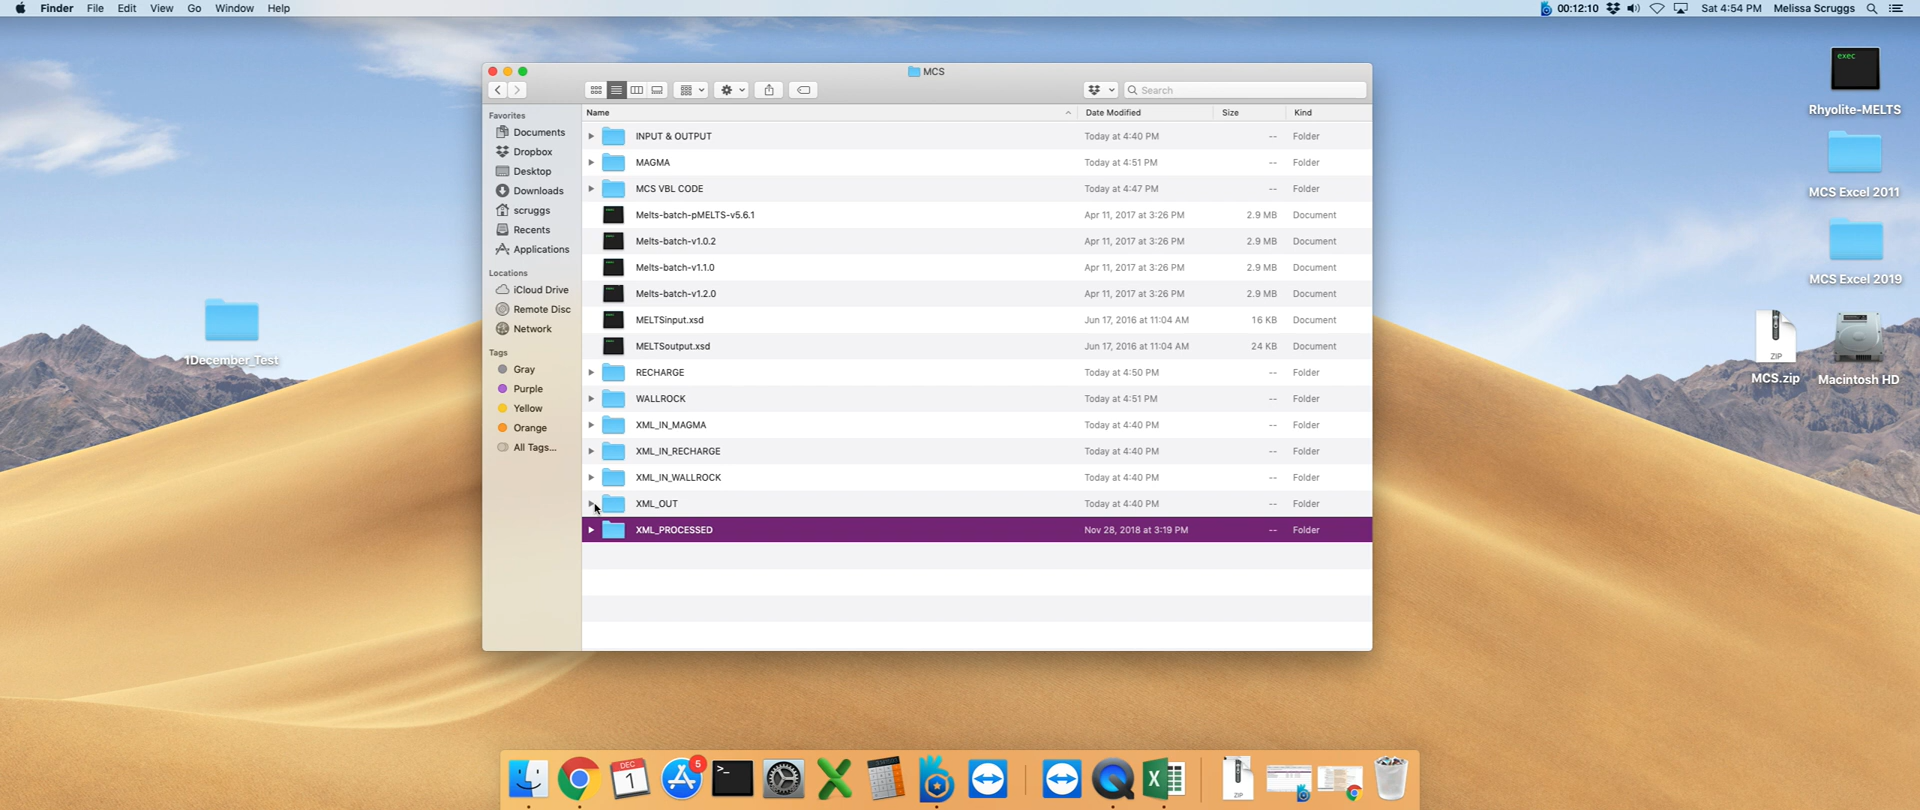 Finder File Edit View Go Window Help
00:12:10 Sat 4:54 PM Melissa Scruggs
MCS
Search
Favorites
Documents
Dropbox
Desktop
Downloads
scruggs
Recents
Applications
Locations
iCloud Drive
Remote Disc
Network
Tags
Gray
Purple
Yellow
Orange
All Tags...
Name Date Modified Size Kind
INPUT & OUTPUT Today at 4:40 PM -- Folder
MAGMA Today at 4:51 PM -- Folder
MCS VBL CODE Today at 4:47 PM -- Folder
Melts-batch-pMELTS-v5.6.1 Apr 11, 2017 at 3:26 PM 2.9 MB Document
Melts-batch-v1.0.2 Apr 11, 2017 at 3:26 PM 2.9 MB Document
Melts-batch-v1.1.0 Apr 11, 2017 at 3:26 PM 2.9 MB Document
Melts-batch-v1.2.0 Apr 11, 2017 at 3:26 PM 2.9 MB Document
MELTSinput.xsd Jun 17, 2016 at 11:04 AM 16 KB Document
MELTSoutput.xsd Jun 17, 2016 at 11:04 AM 24 KB Document
RECHARGE Today at 4:50 PM -- Folder
WALLROCK Today at 4:51 PM -- Folder
XML_IN_MAGMA Today at 4:40 PM -- Folder
XML_IN_RECHARGE Today at 4:40 PM -- Folder
XML_IN_WALLROCK Today at 4:40 PM -- Folder
XML_OUT Today at 4:40 PM -- Folder
XML_PROCESSED Nov 28, 2018 at 3:19 PM -- Folder
1December_Test
exec
Rhyolite-MELTS
MCS Excel 2011
MCS Excel 2019
ZIP
MCS.zip
Macintosh HD
DEC
1
5
>_
ZIP